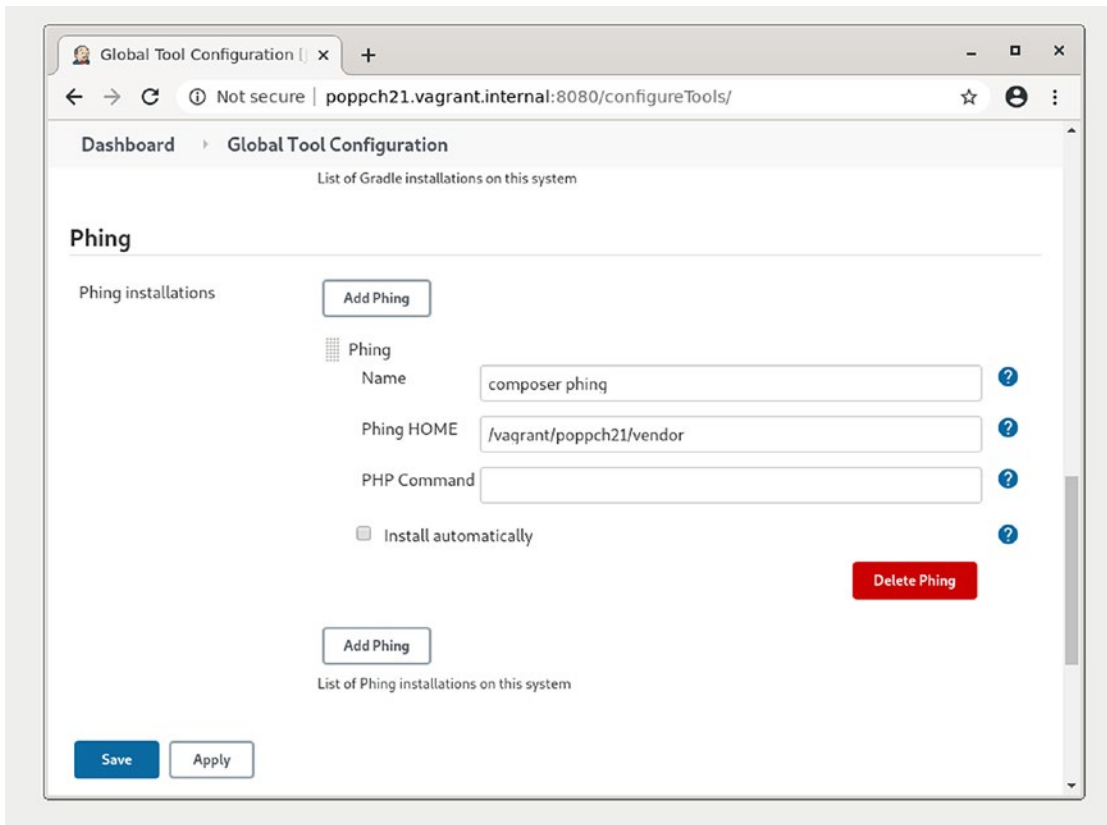 Global Tool Configuration [
Not secure | poppch21.vagrant.internal:8080/configureTools/
Dashboard Global Tool Configuration
List of Gradle installations on this system
Phing
Phing installations
Add Phing
Phing
Name
composer phing
Phing HOME
/vagrant/poppch21/vendor
PHP Command
Install automatically
Delete Phing
Add Phing
List of Phing installations on this system
Save
Apply